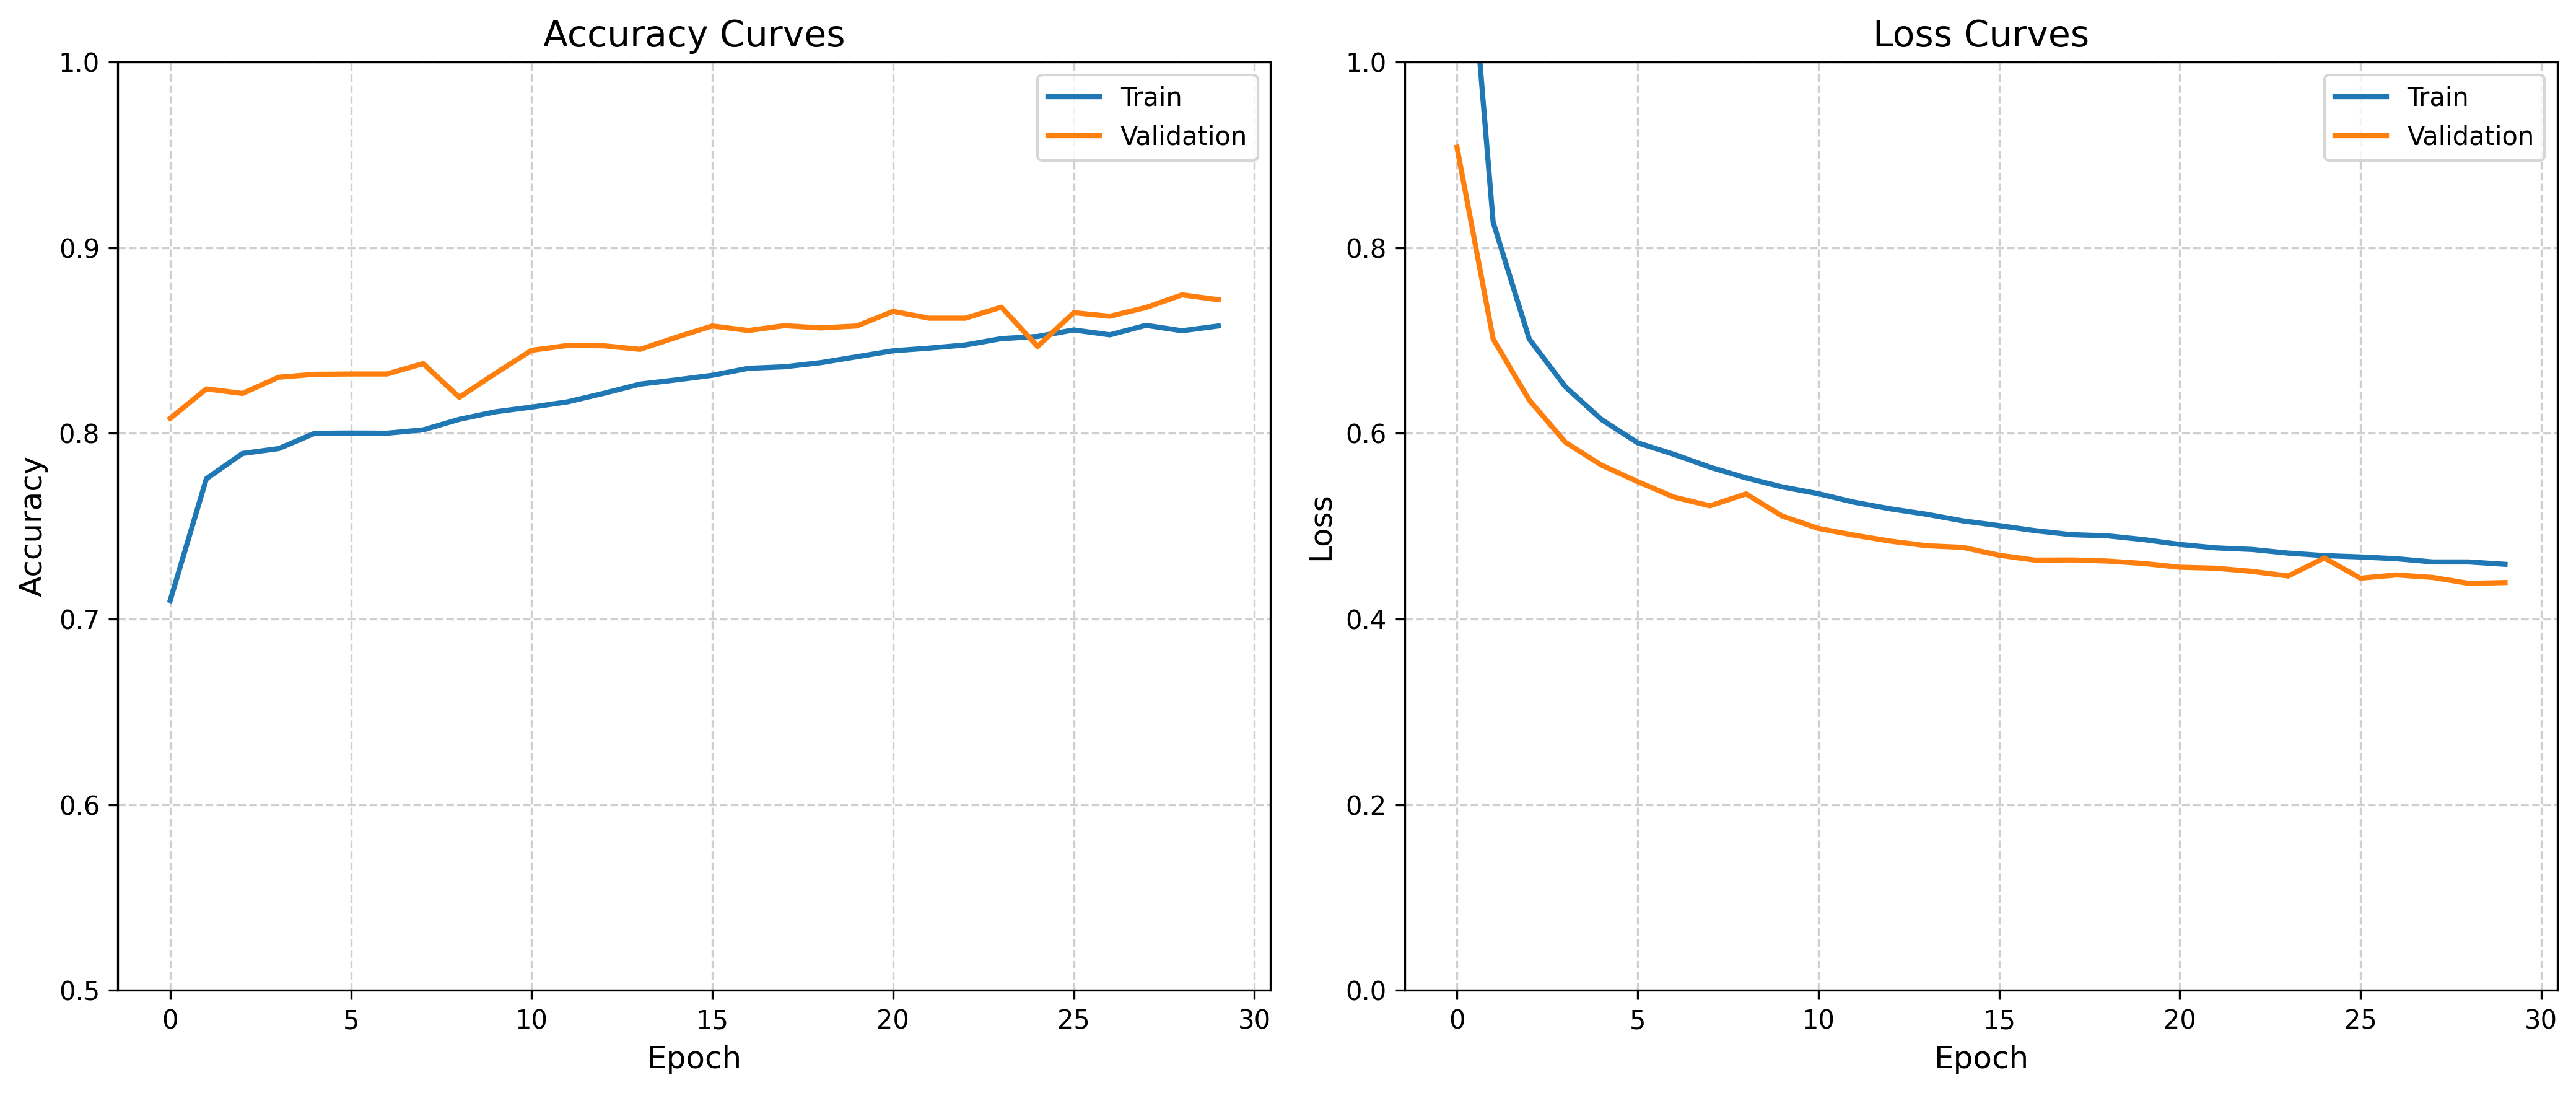 Accuracy Curves
1.0
0.9
0.8
0.7
0.6
0.5
Accuracy
0 5 10 15 20 25 30
Epoch
Train
Validation
Loss Curves
1.0
0.8
0.6
0.4
0.2
0.0
Loss
0 5 10 15 20 25 30
Epoch
Train
Validation